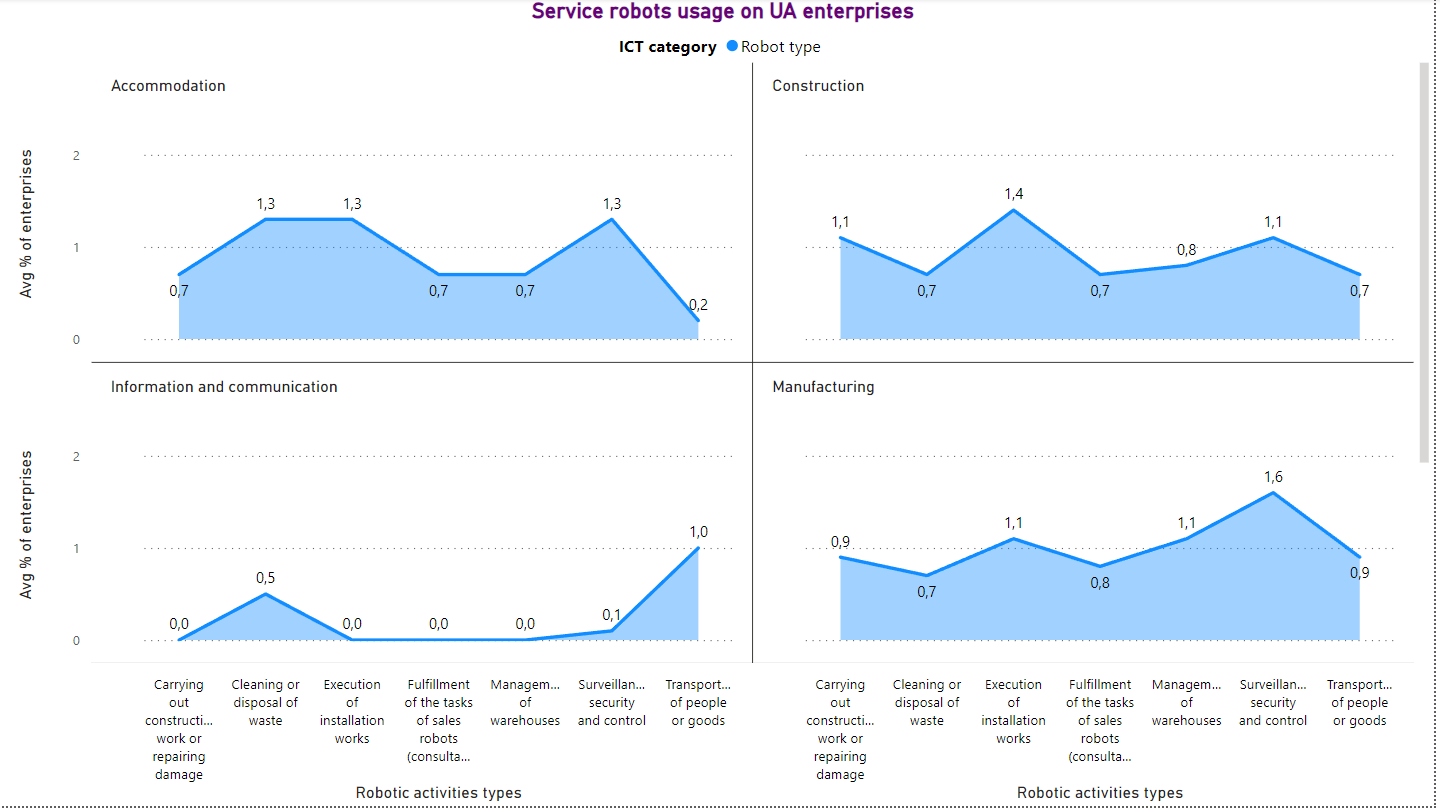 Service robots usage on UA enterprises
ICT category Robot type
Accommodation
Avg % of enterprises
2
1
0
0,7
1,3
1,3
0,7
0,7
1,3
0,2
Construction
1,1
0,7
1,4
0,7
0,8
1,1
0,7
Information and communication
Avg % of enterprises
2
1
0
0,0
0,5
0,0
0,0
0,0
0,1
1,0
Manufacturing
0,9
0,7
1,1
0,8
1,1
1,6
0,9
Carrying
out
constructi...
work or
repairing
damage
Cleaning or
disposal of
waste
Execution
of
installation
works
Fulfillment
of the tasks
of sales
robots
(consulta...
Managem...
of
warehouses
Surveillan...
security
and control
Transport...
of people
or goods
Carrying
out
constructi...
work or
repairing
damage
Cleaning or
disposal of
waste
Execution
of
installation
works
Fulfillment
of the tasks
of sales
robots
(consulta...
Managem...
of
warehouses
Surveillan...
security
and control
Transport...
of people
or goods
Robotic activities types
Robotic activities types